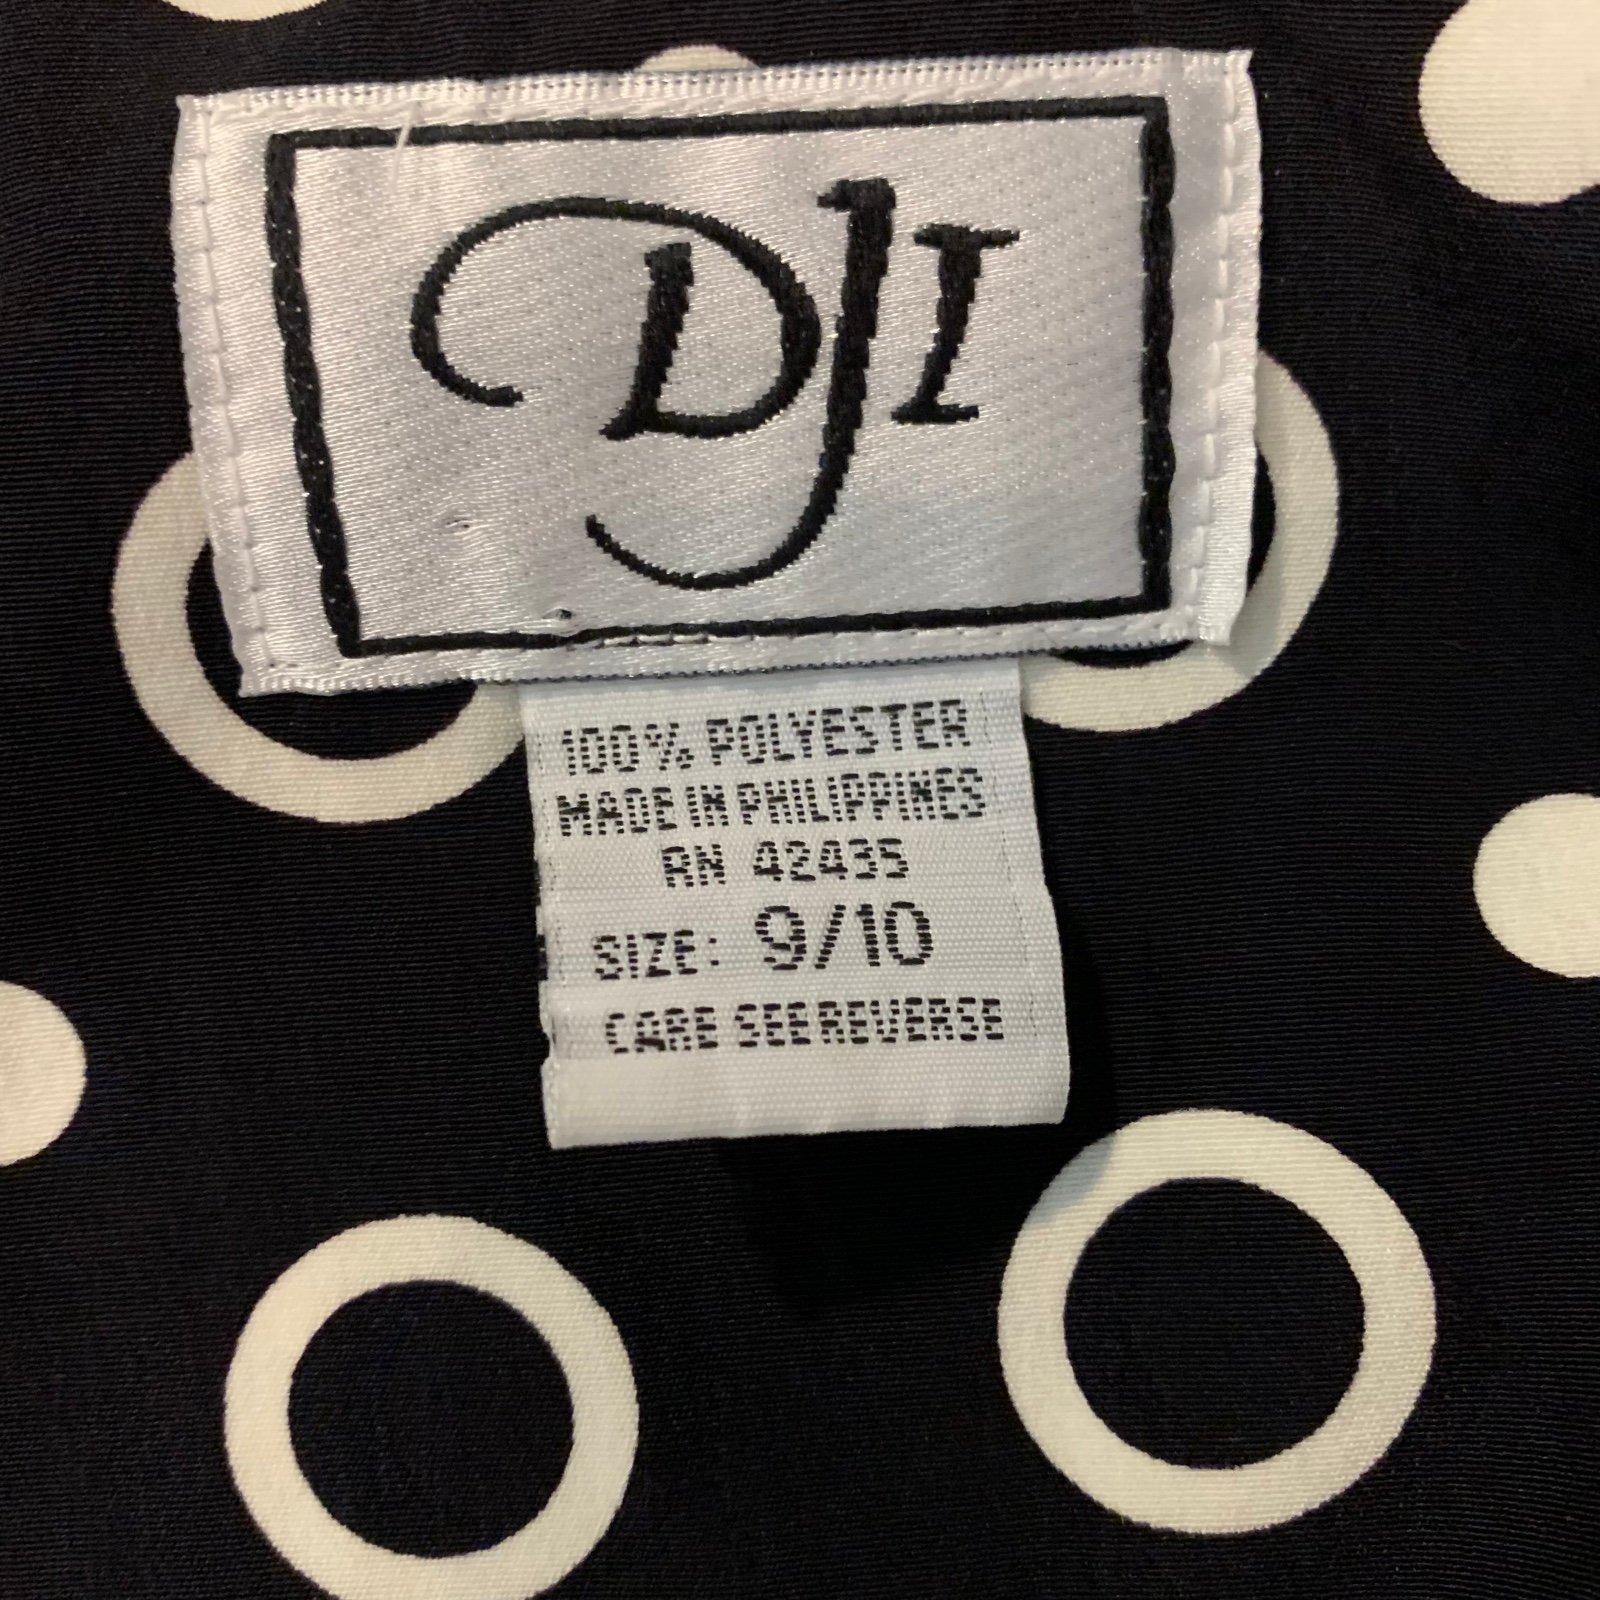 DJI
100% POLYESTER
MADE IN PHILIPPINES
RN 42435
SIZE: 9/10
CARE SEE REVERSE